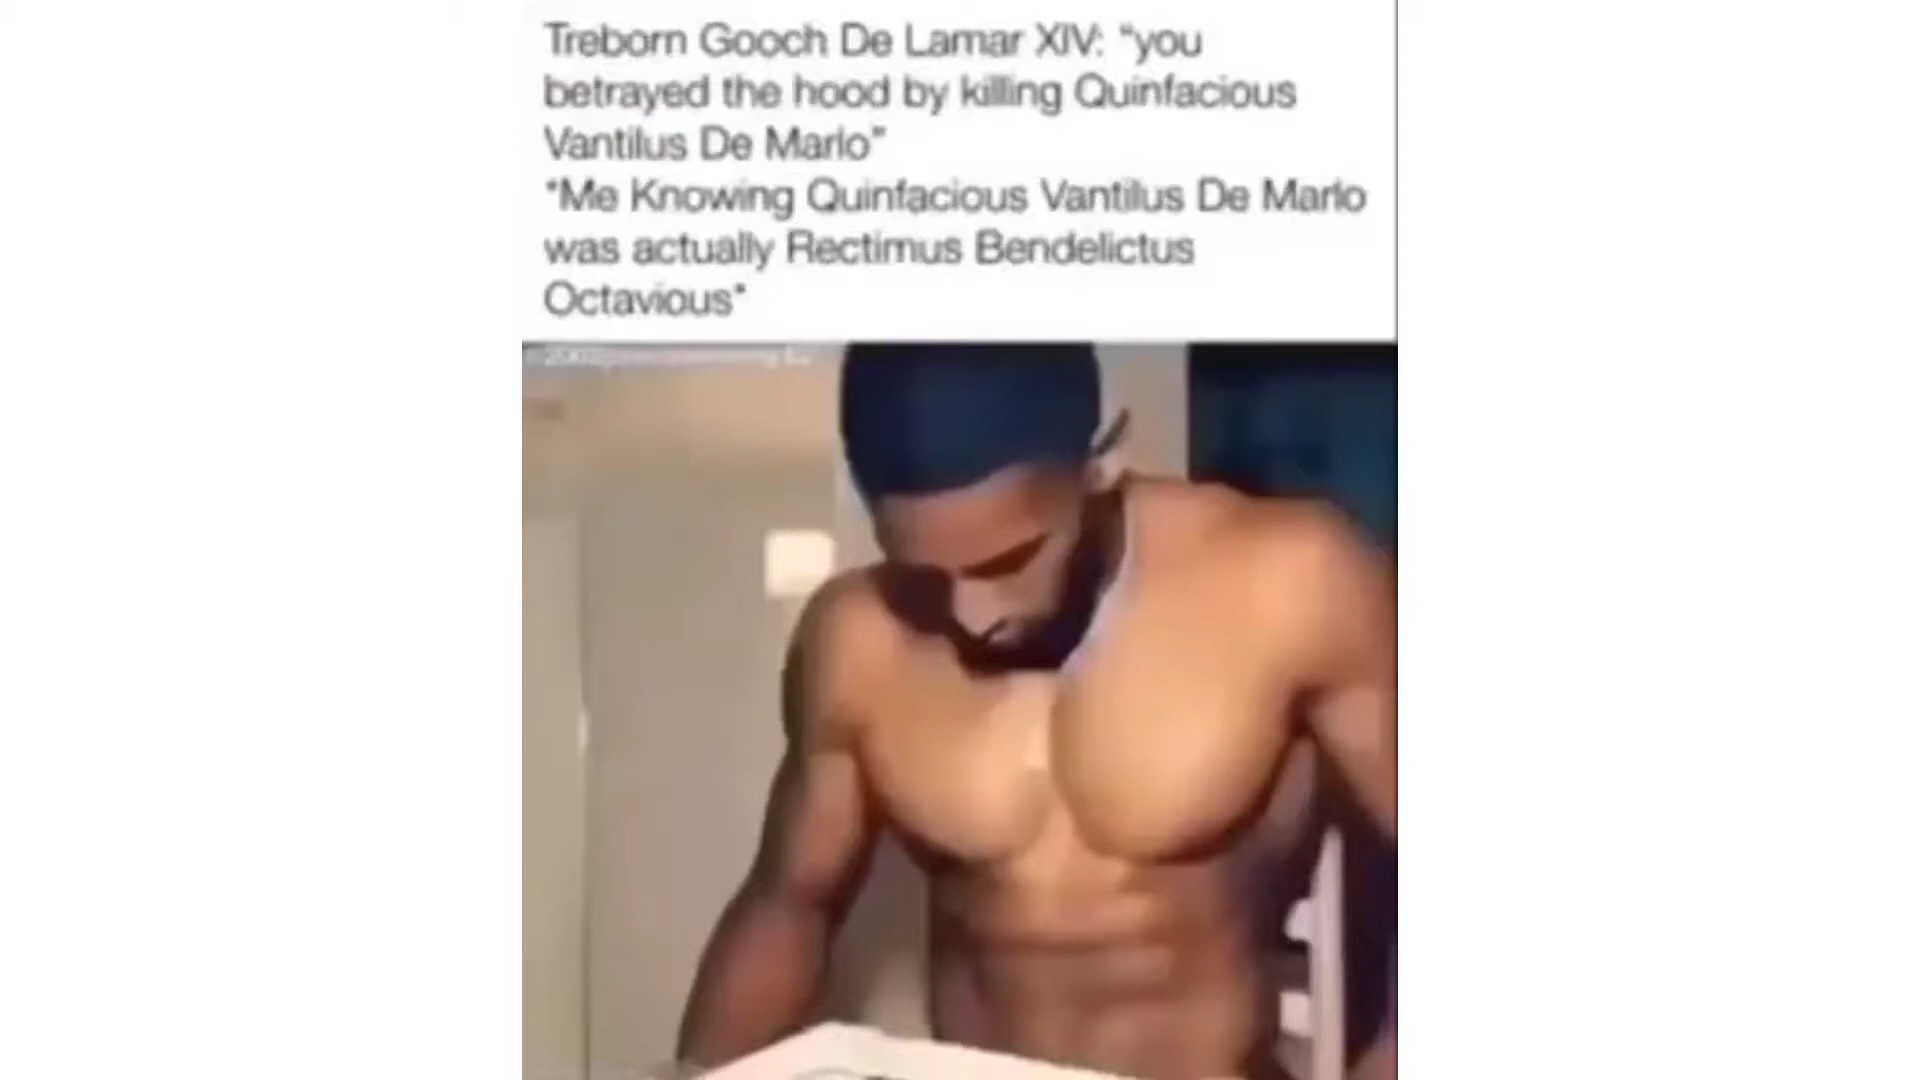 Treborn Gooch De Lamar XIV: “you
betrayed the hood by killing Quinfacious
Vantilus De Marlo”
*Me Knowing Quinfacious Vantilus De Marlo
was actually Rectimus Bendelictus
Octavious*